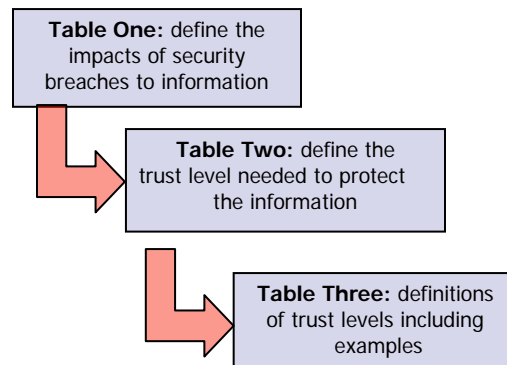 Table One: define the
impacts of security
breaches to information
Table Two: define the
trust level needed to protect
the information
Table Three: definitions
of trust levels including
examples